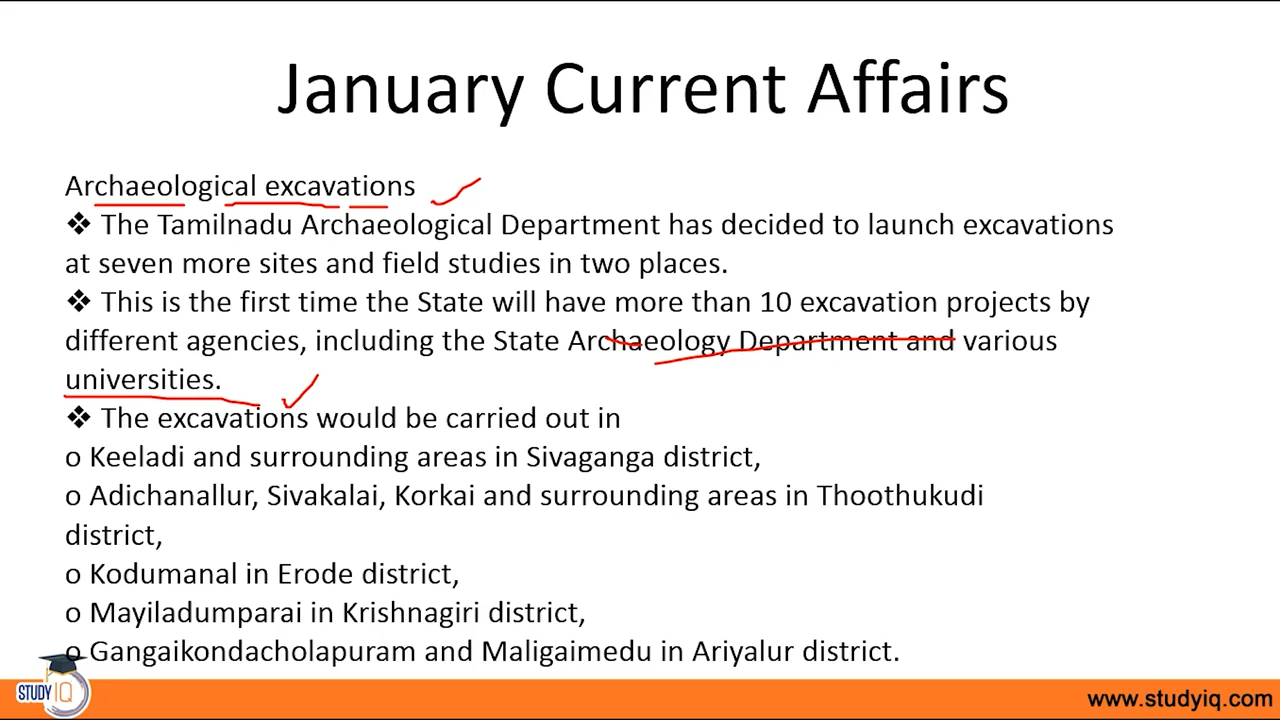 January Current Affairs
Archaeological excavations
❖ The Tamilnadu Archaeological Department has decided to launch excavations
at seven more sites and field studies in two places.
❖ This is the first time the State will have more than 10 excavation projects by
different agencies, including the State Archaeology Department and various
universities.
❖ The excavations would be carried out in
o Keeladi and surrounding areas in Sivaganga district,
o Adichanallur, Sivakalai, Korkai and surrounding areas in Thoothukudi
district,
o Kodumanal in Erode district,
o Mayiladumparai in Krishnagiri district,
o Gangaikondacholapuram and Maligaimedu in Ariyalur district.
STUDY IQ
www.studyiq.com